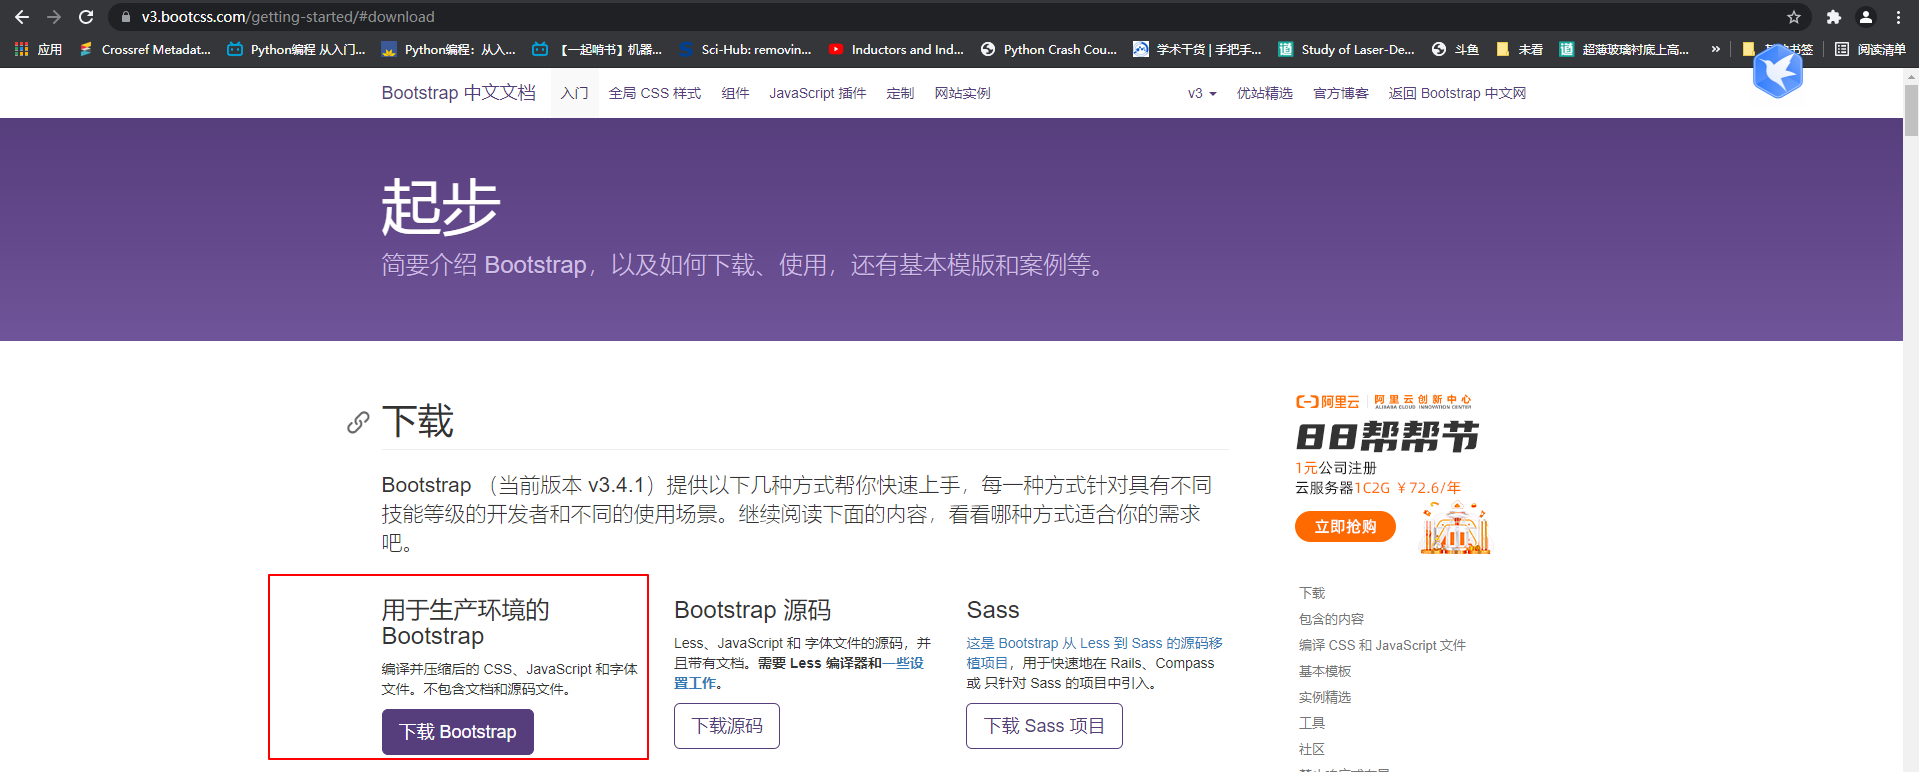 v3.bootcss.com/getting-started/#download
应用 Crossref Metadat... Python编程 从入门... Python编程：从入... 【一起啃书】机器... Sci-Hub: removin... Inductors and Ind... Python Crash Cou... 学术干货 | 手把手... Study of Laser-De... 斗鱼 未看 超薄玻璃衬底上高... » 书签 阅读清单
Bootstrap 中文文档 入门 全局 CSS 样式 组件 JavaScript 插件 定制 网站实例 v3 优站精选 官方博客 返回 Bootstrap 中文网
起步
简要介绍 Bootstrap，以及如何下载、使用，还有基本模版和案例等。
下载
Bootstrap （当前版本 v3.4.1）提供以下几种方式帮你快速上手，每一种方式针对具有不同
技能等级的开发者和不同的使用场景。继续阅读下面的内容，看看哪种方式适合你的需求
吧。
用于生产环境的
Bootstrap
编译并压缩后的 CSS、JavaScript 和字体
文件。不包含文档和源码文件。
下载 Bootstrap
Bootstrap 源码
Less、JavaScript 和 字体文件的源码，并
且带有文档。需要 Less 编译器和一些设
置工作。
下载源码
Sass
这是 Bootstrap 从 Less 到 Sass 的源码移
植项目，用于快速地在 Rails、Compass
或 只针对 Sass 的项目中引入。
下载 Sass 项目
阿里云 阿里云创新中心
ALIBABA CLOUD INNOVATION CENTER
88帮帮节
1元公司注册
云服务器1C2G ￥72.6/年
立即抢购
下载
包含的内容
编译 CSS 和 JavaScript 文件
基本模板
实例精选
工具
社区